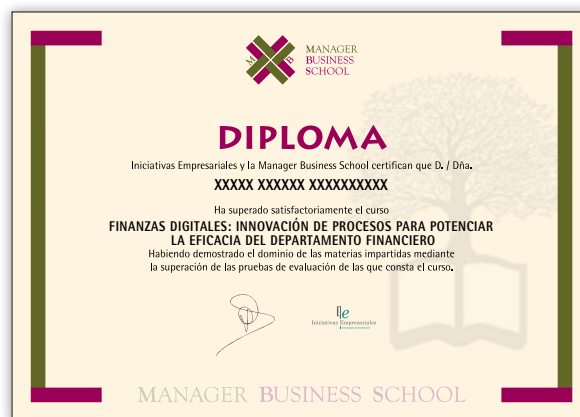 M B
MANAGER
BUSINESS
SCHOOL
DIPLOMA
Iniciativas Empresariales y la Manager Business School certifican que D. / Dña.
XXXXX XXXXXX XXXXXXXXXX
Ha superado satisfactoriamente el curso
FINANZAS DIGITALES: INNOVACIÓN DE PROCESOS PARA POTENCIAR
LA EFICACIA DEL DEPARTAMENTO FINANCIERO
Habiendo demostrado el dominio de las materias impartidas mediante
la superación de las pruebas de evaluación de las que consta el curso.
Iniciativas Empresariales
MANAGER BUSINESS SCHOOL